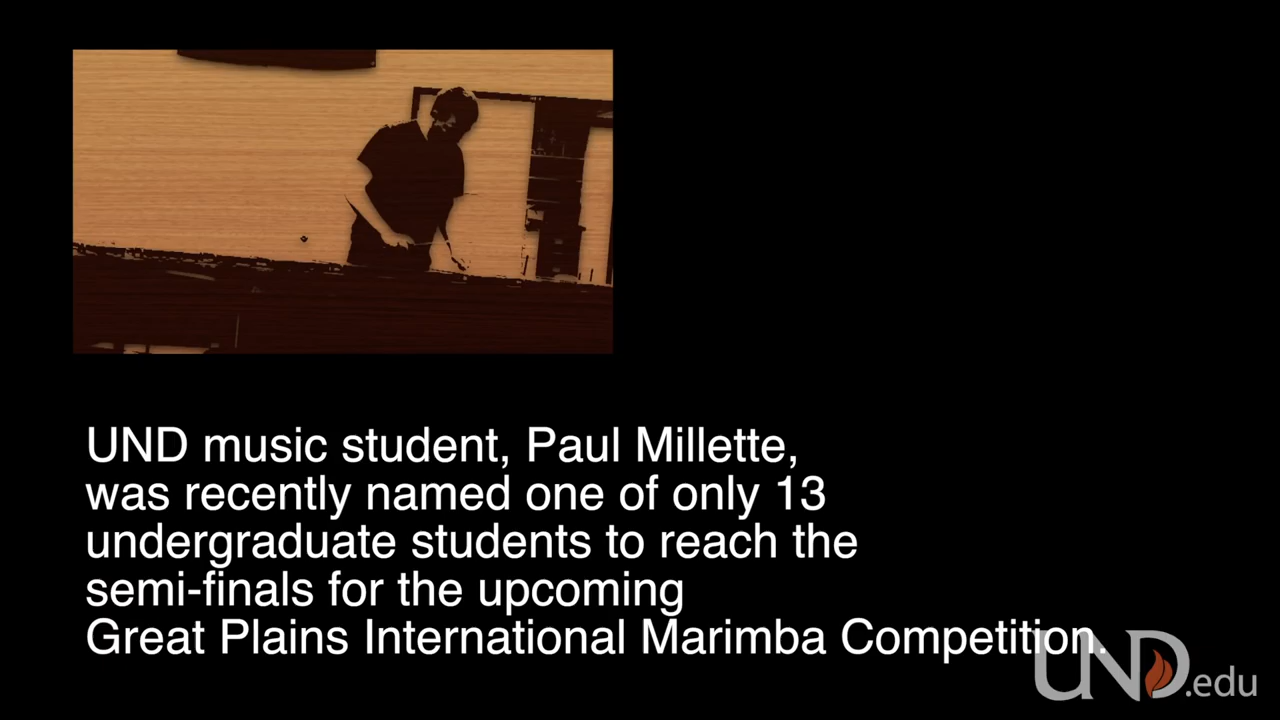 UND music student, Paul Millette,
was recently named one of only 13
undergraduate students to reach the
semi-finals for the upcoming
Great Plains International Marimba Competition.
UND.edu